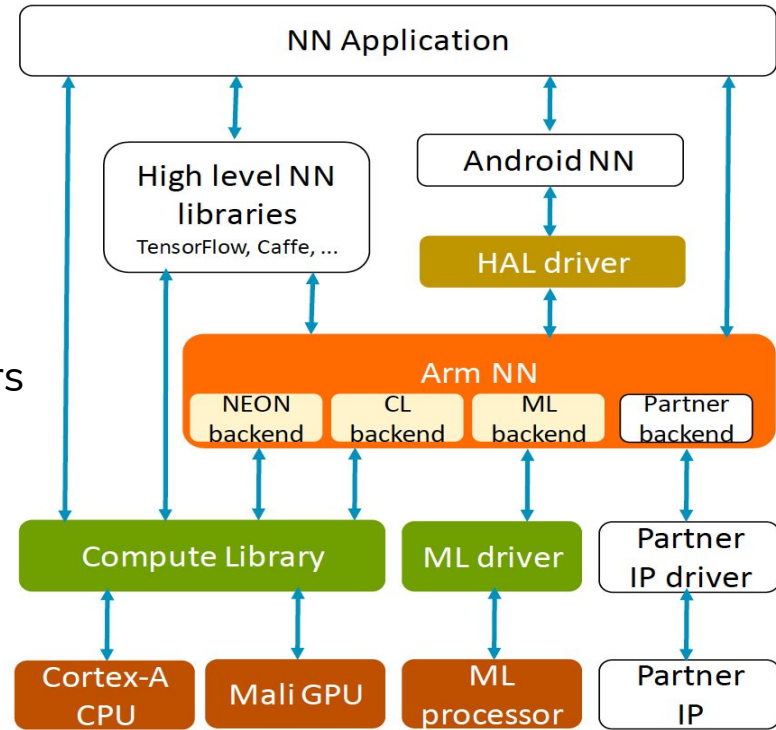 NN Application
High level NN
libraries
TensorFlow, Caffe, ...
Android NN
HAL driver
rs
Arm NN
NEON
backend
CL
backend
ML
backend
Partner
backend
Compute Library
ML driver
Partner
IP driver
Cortex-A
CPU
Mali GPU
ML
processor
Partner
IP